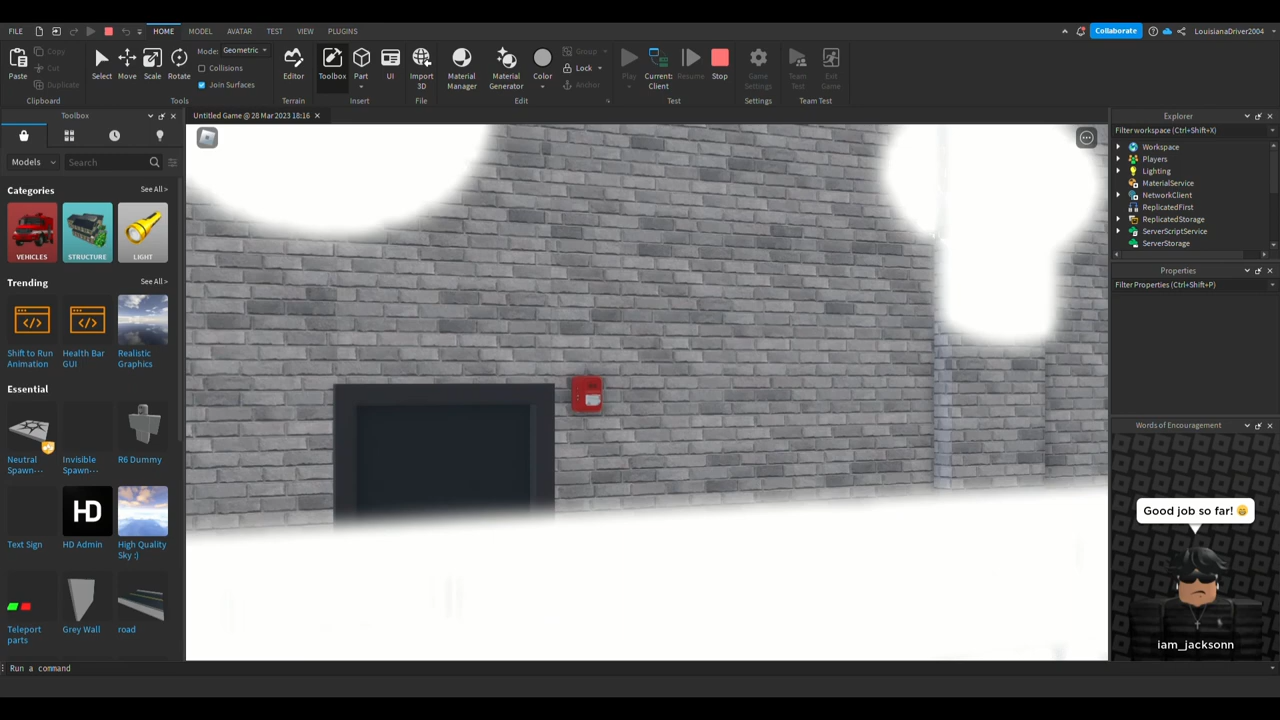 FILE HOME MODEL AVATAR TEST VIEW PLUGINS Collaborate LouisianaDriver2004
Paste Copy Cut Duplicate Select Move Scale Rotate Mode: Geometric Collisions Join Surfaces Editor Toolbox Part UI Import 3D Material Manager Material Generator Color Group Lock Anchor Play Current: Client Resume Stop Game Settings Team Test Exit Game
Clipboard Tools Terrain Insert File Edit Test Settings Team Test
Toolbox
Untitled Game @ 28 Mar 2023 18:16
Models
Search
Categories See All >
VEHICLES STRUCTURE LIGHT
Trending See All >
Shift to Run Animation
Health Bar GUI
Realistic Graphics
Essential
Neutral Spawn...
Invisible Spawn...
R6 Dummy
HD
Text Sign
HD Admin
High Quality Sky :)
Teleport parts
Grey Wall
road
Explorer
Filter workspace (Ctrl+Shift+X)
Workspace
Players
Lighting
MaterialService
NetworkClient
ReplicatedFirst
ReplicatedStorage
ServerScriptService
ServerStorage
Properties
Filter Properties (Ctrl+Shift+P)
Words of Encouragement
Good job so far! 😄
iam_jacksonn
Run a command